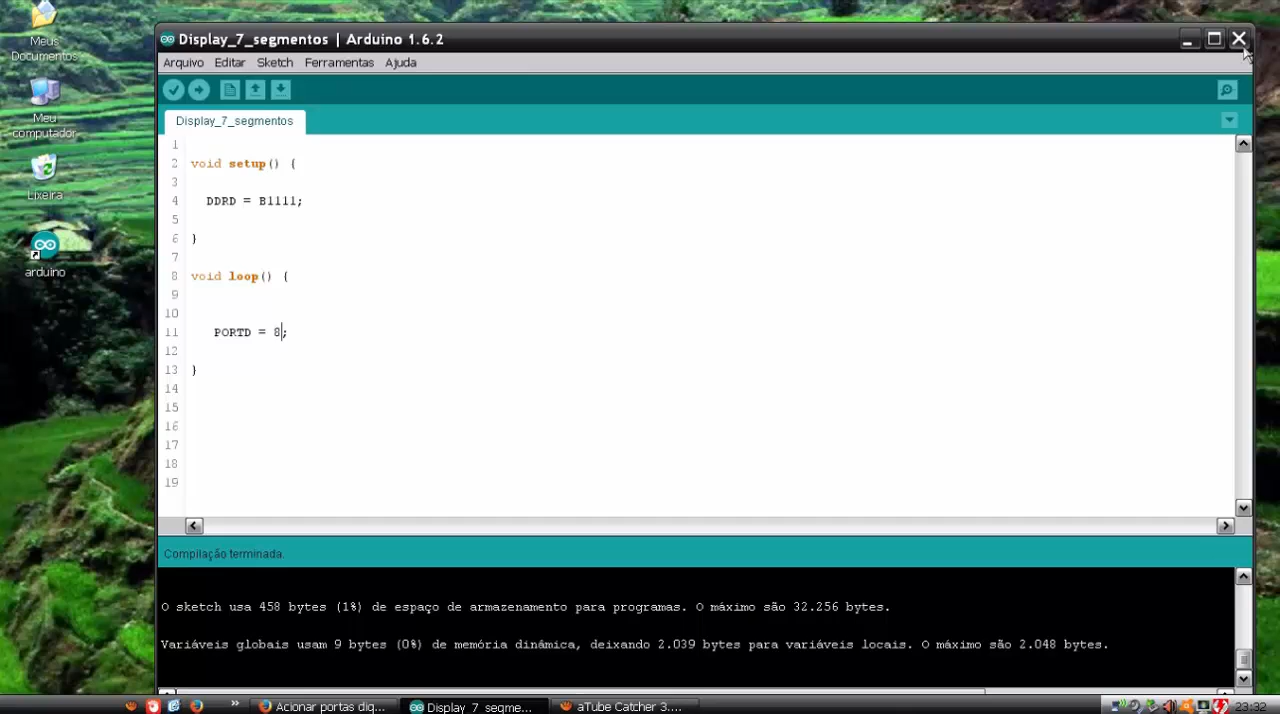 Meus
Documentos
Meu
computador
Lixeira
arduino
Display_7_segmentos | Arduino 1.6.2
Arquivo Editar Sketch Ferramentas Ajuda
Display_7_segmentos
1
2 void setup() {
3
4 DDRD = B1111;
5
6 }
7
8 void loop() {
9
10
11 PORTD = 8;
12
13 }
14
15
16
17
18
19
Compilação terminada.
O sketch usa 458 bytes (1%) de espaço de armazenamento para programas. O máximo são 32.256 bytes.
Variáveis globais usam 9 bytes (0%) de memória dinâmica, deixando 2.039 bytes para variáveis locais. O máximo são 2.048 bytes.
» Acionar portas diq... Display_7_segme... aTube Catcher 3.... 23:32